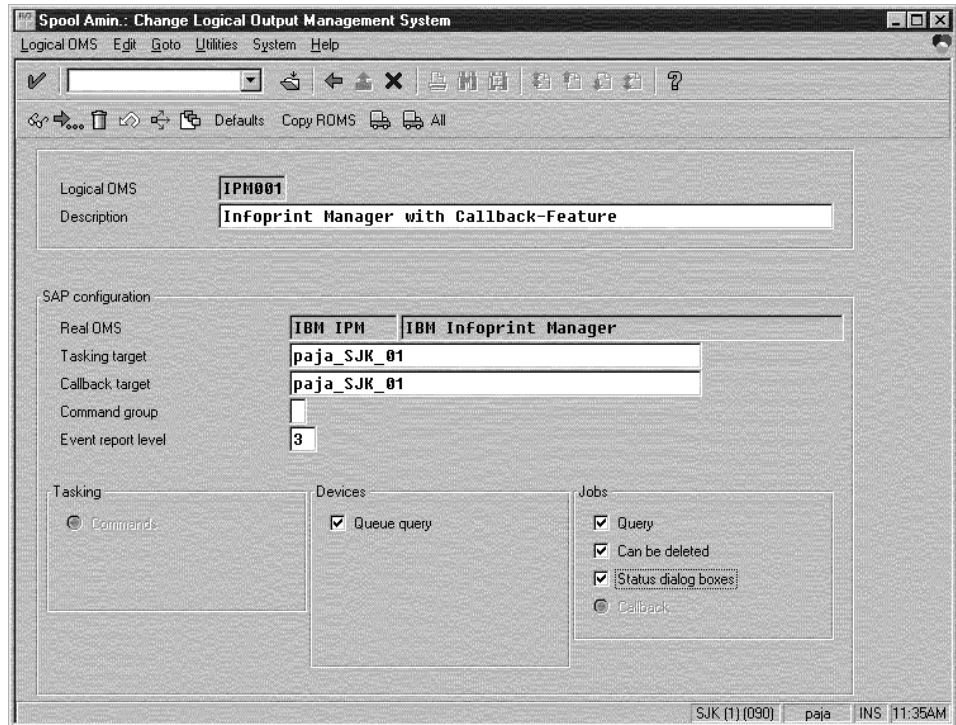 Spool Amin.: Change Logical Output Management System
Logical OMS Edit Goto Utilities System Help
Defaults Copy ROMS All
Logical OMS IPM001
Description Infoprint Manager with Callback-Feature
SAP configuration
Real OMS IBM IPM IBM Infoprint Manager
Tasking target paja_SJK_01
Callback target paja_SJK_01
Command group
Event report level 3
Tasking
Commands
Devices
Queue query
Jobs
Query
Can be deleted
Status dialog boxes
Callback
SJK (1) (090) paja INS 11:35AM